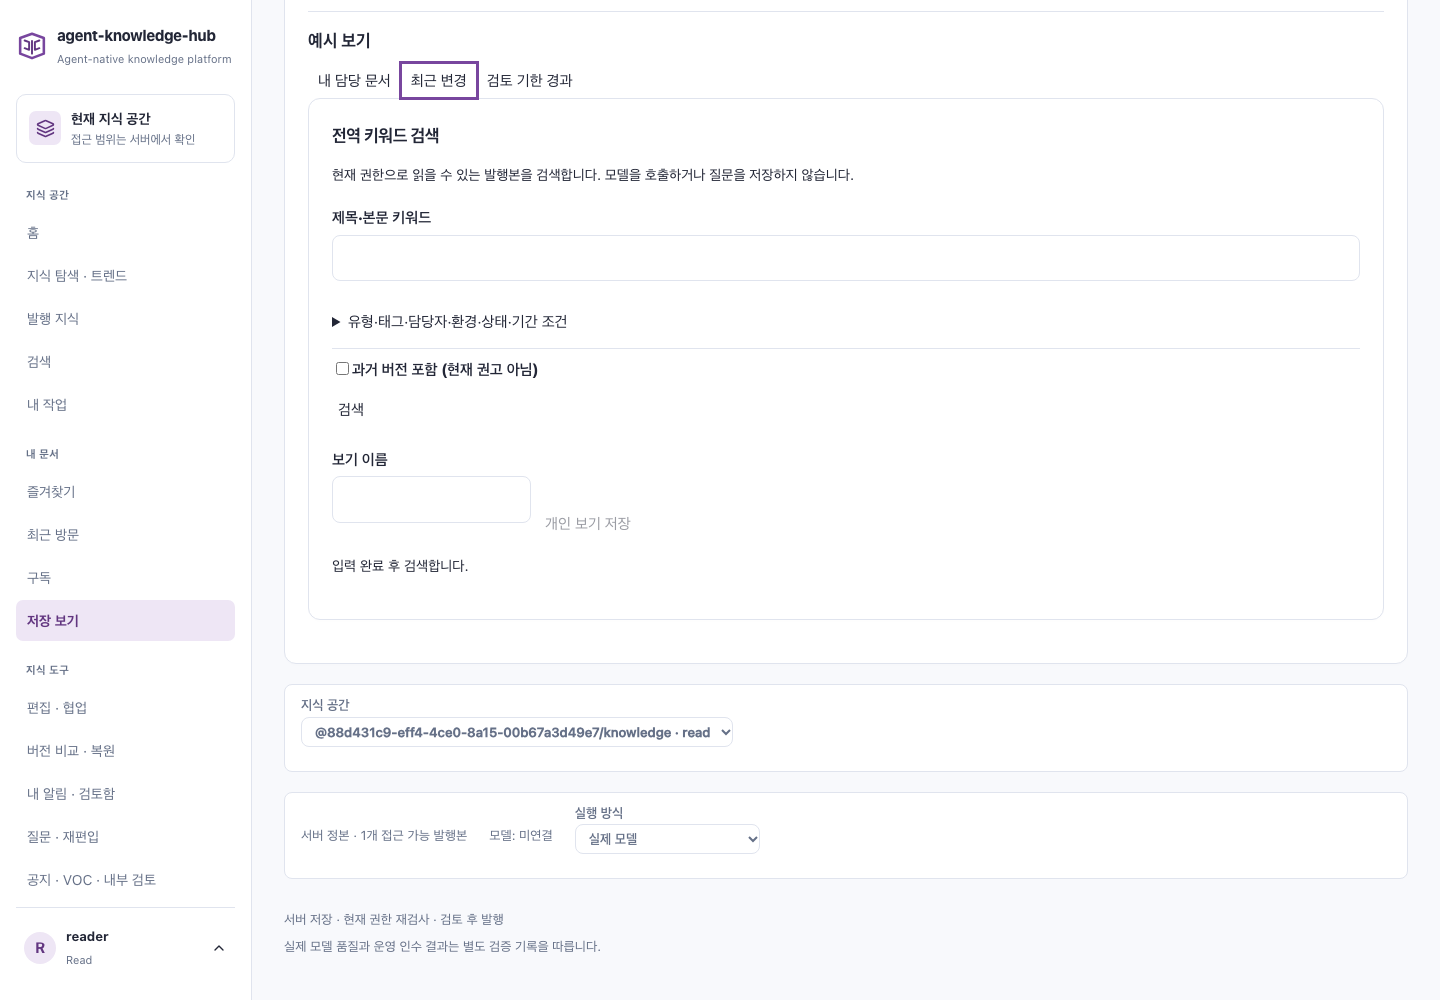 agent-knowledge-hub
Agent-native knowledge platform
현재 지식 공간
접근 범위는 서버에서 확인
지식 공간
홈
지식 탐색 · 트렌드
발행 지식
검색
내 작업
내 문서
즐겨찾기
최근 방문
구독
저장 보기
지식 도구
편집 · 협업
버전 비교 · 복원
내 알림 · 검토함
질문 · 재편입
공지 · VOC · 내부 검토
R
reader
Read
예시 보기
내 담당 문서 최근 변경 검토 기한 경과
전역 키워드 검색
현재 권한으로 읽을 수 있는 발행본을 검색합니다. 모델을 호출하거나 질문을 저장하지 않습니다.
제목·본문 키워드
유형·태그·담당자·환경·상태·기간 조건
과거 버전 포함 (현재 권고 아님)
검색
보기 이름
개인 보기 저장
입력 완료 후 검색합니다.
지식 공간
@88d431c9-eff4-4ce0-8a15-00b67a3d49e7/knowledge · read
실행 방식
서버 정본 · 1개 접근 가능 발행본 모델: 미연결 실제 모델
서버 저장 · 현재 권한 재검사 · 검토 후 발행
실제 모델 품질과 운영 인수 결과는 별도 검증 기록을 따릅니다.